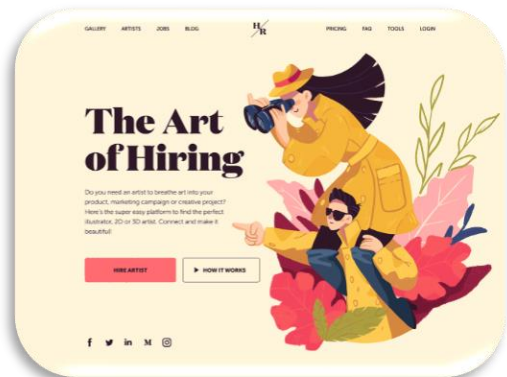 GALLERY ARTISTS JOBS BLOG H/R PRICING FAQ TOOLS LOGIN
The Art
of Hiring
Do you need an artist to breathe art into your
product, marketing campaign or creative project?
Here's the super easy platform to find the perfect
illustrator, 2D or 3D artist. Connect and make it
beautiful!
HIRE ARTIST HOW IT WORKS